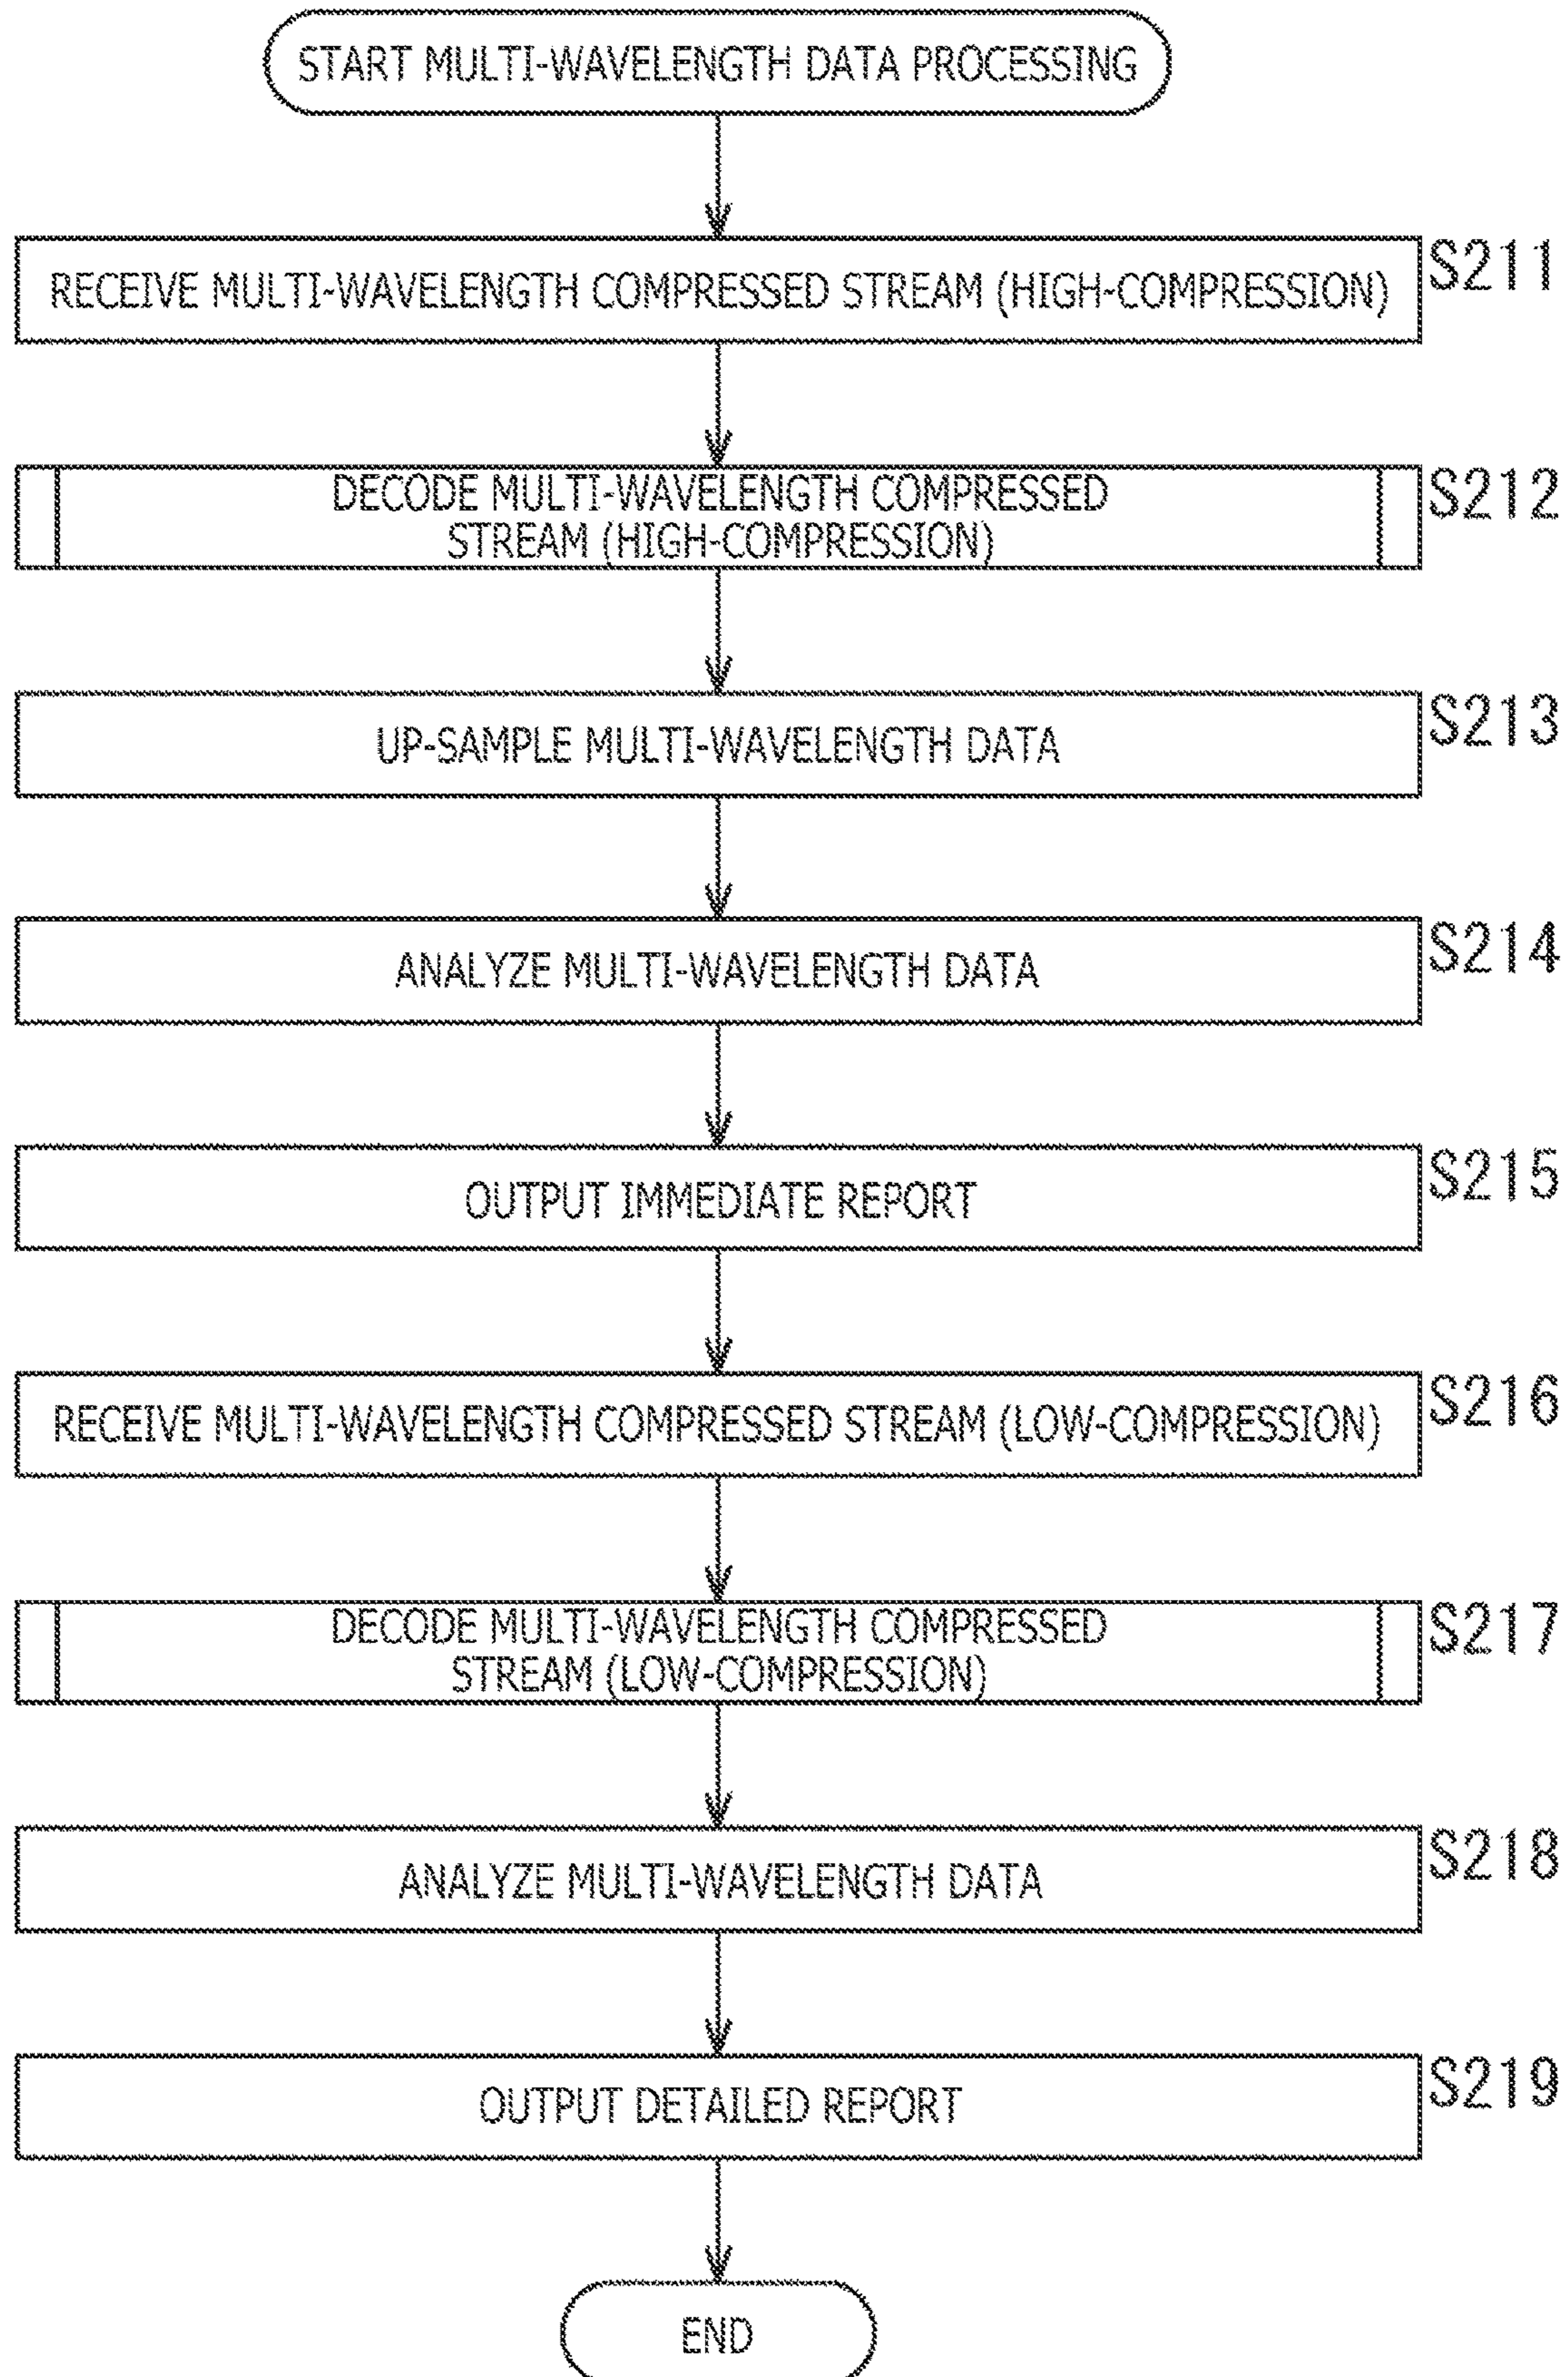 START MULTI-WAVELENGTH DATA PROCESSING
RECEIVE MULTI-WAVELENGTH COMPRESSED STREAM (HIGH-COMPRESSION)
S211
DECODE MULTI-WAVELENGTH COMPRESSED
STREAM (HIGH-COMPRESSION)
S212
UP-SAMPLE MULTI-WAVELENGTH DATA
S213
ANALYZE MULTI-WAVELENGTH DATA
S214
OUTPUT IMMEDIATE REPORT
S215
RECEIVE MULTI-WAVELENGTH COMPRESSED STREAM (LOW-COMPRESSION)
S216
DECODE MULTI-WAVELENGTH COMPRESSED
STREAM (LOW-COMPRESSION)
S217
ANALYZE MULTI-WAVELENGTH DATA
S218
OUTPUT DETAILED REPORT
S219
END